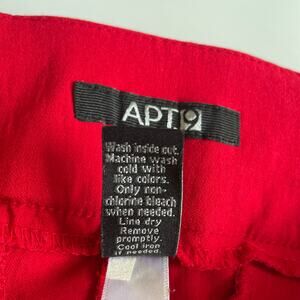 APT.9
Wash inside out.
Machine wash
cold with
like colors.
Only non-
chlorine bleach
when needed.
Line dry
Remove
promptly.
Cool iron
if needed.